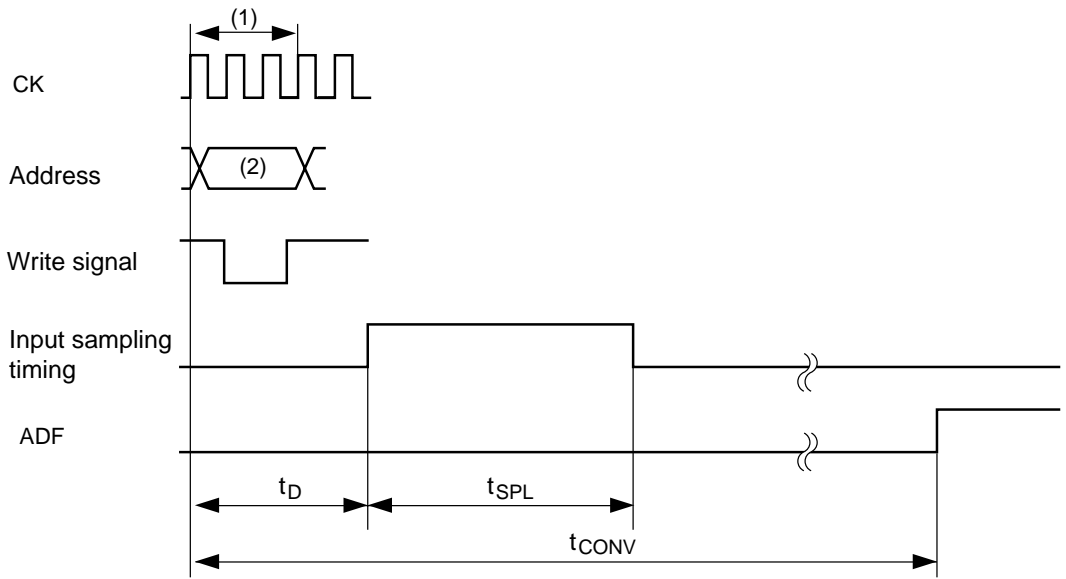 (1)
CK
Address
(2)
Write signal
Input sampling
timing
ADF
tD
tSPL
tCONV